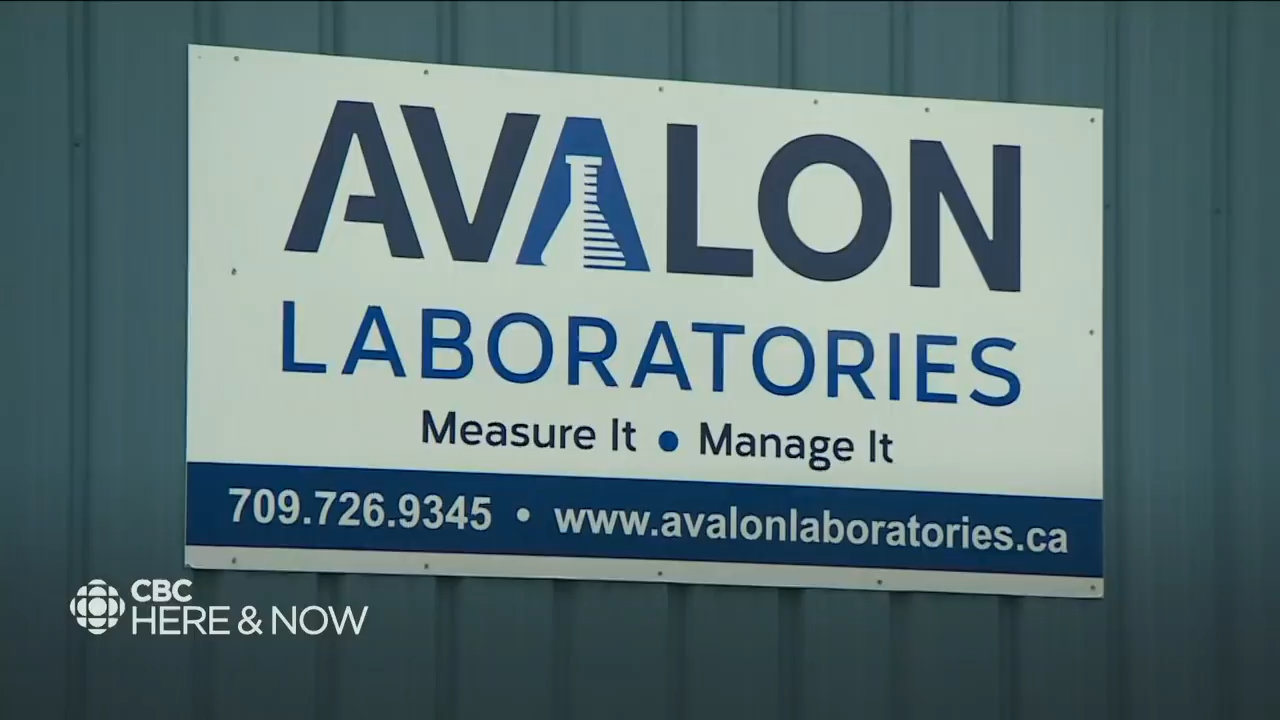 AVALON
LABORATORIES
Measure It • Manage It
709.726.9345 • www.avalonlaboratories.ca
CBC
HERE & NOW